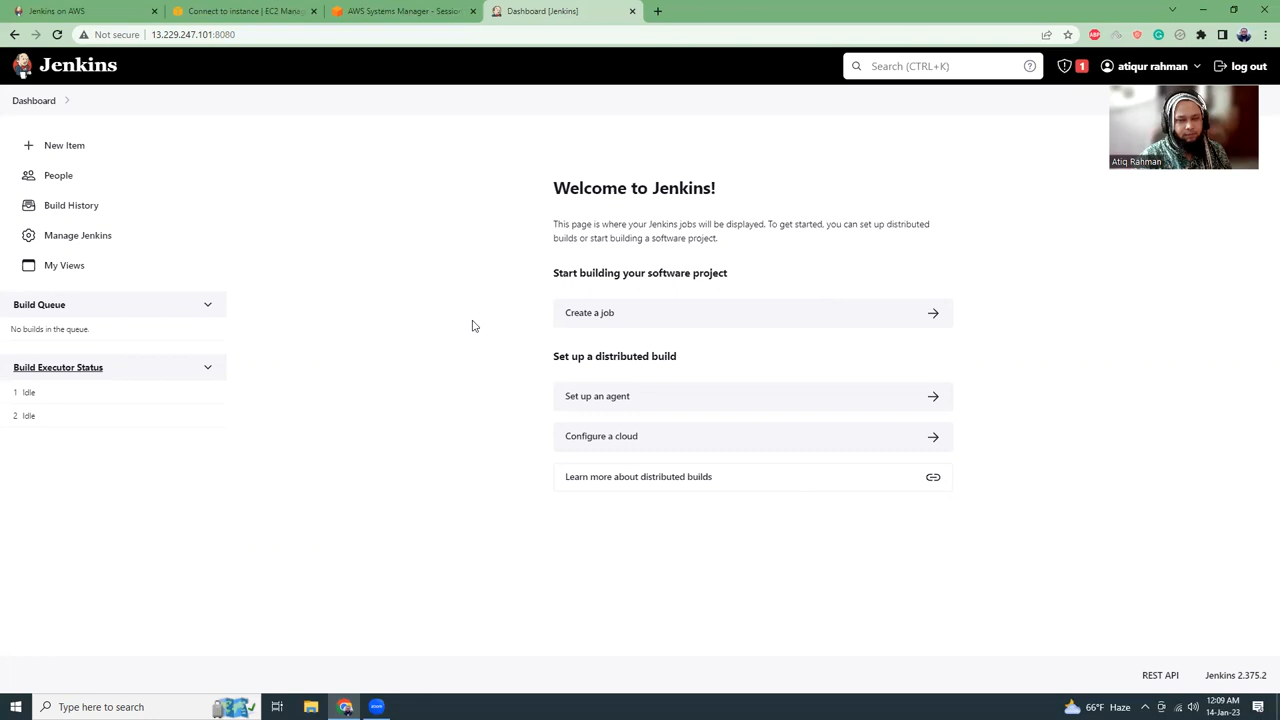 Jenkins on AWS
Connect to instance | EC2 Manag
AWS Systems Manager - Session
Dashboard [Jenkins]
Not secure
13.229.247.101:8080
Jenkins
Search (CTRL+K)
1
atiqur rahman
log out
Dashboard
Atiq Rahman
New Item
People
Build History
Manage Jenkins
My Views
Build Queue
No builds in the queue.
Build Executor Status
1 Idle
2 Idle
Welcome to Jenkins!
This page is where your Jenkins jobs will be displayed. To get started, you can set up distributed
builds or start building a software project.
Start building your software project
Create a job
Set up a distributed build
Set up an agent
Configure a cloud
Learn more about distributed builds
REST API
Jenkins 2.375.2
Type here to search
zoom
66°F Haze
12:09 AM
14-Jan-23